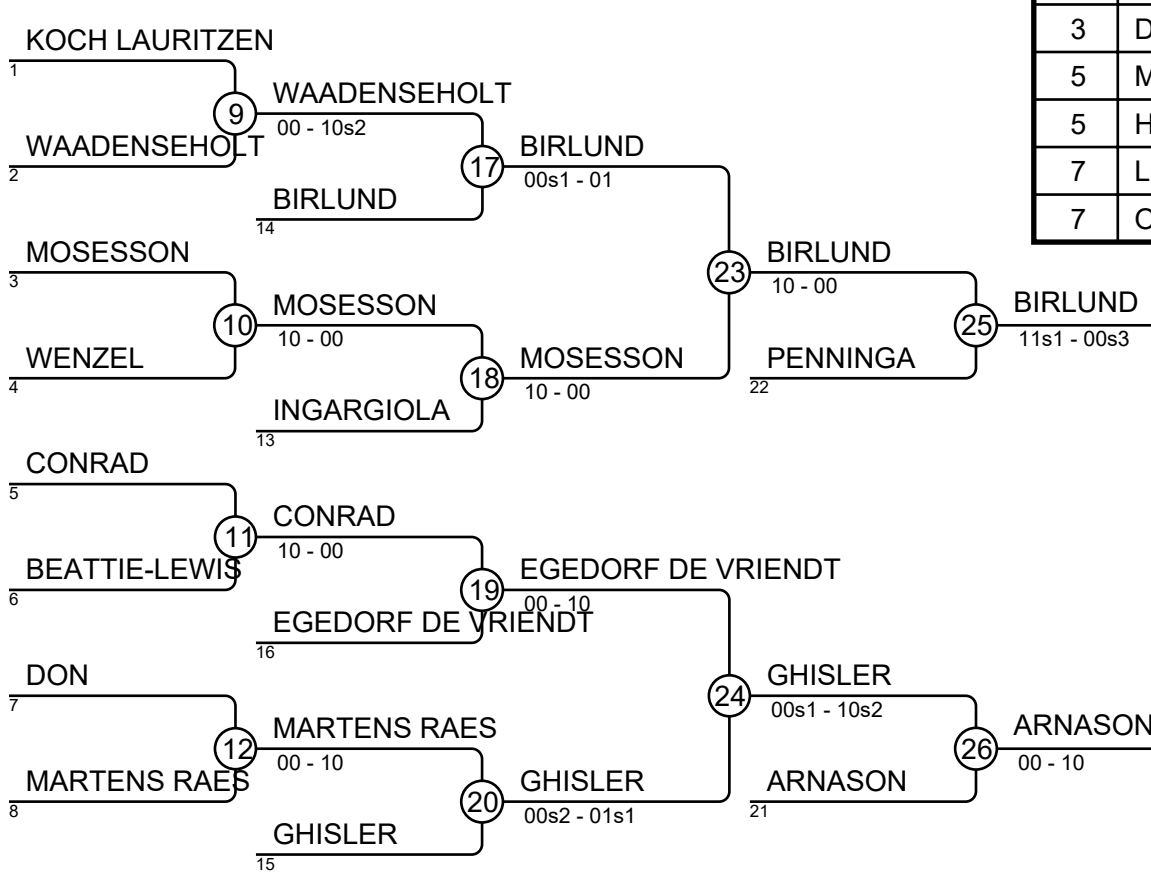 KOCH LAURITZEN
1
9
WAADENSEHOLT
00 - 10s2
WAADENSEHOLT
2
17
BIRLUND
00s1 - 01
BIRLUND
14
MOSESSON
3
23
BIRLUND
10 - 00
10
MOSESSON
10 - 00
25
BIRLUND
11s1 - 00s3
WENZEL
4
18
MOSESSON
10 - 00
PENNINGA
22
INGARGIOLA
13
CONRAD
5
11
CONRAD
10 - 00
BEATTIE-LEWIS
6
19
EGEDORF DE VRIENDT
00 - 10
EGEDORF DE VRIENDT
16
DON
7
24
GHISLER
00s1 - 10s2
12
MARTENS RAES
00 - 10
26
ARNASON
00 - 10
MARTENS RAES
8
20
GHISLER
00s2 - 01s1
ARNASON
21
GHISLER
15
3 D
5 M
5 H
7 L
7